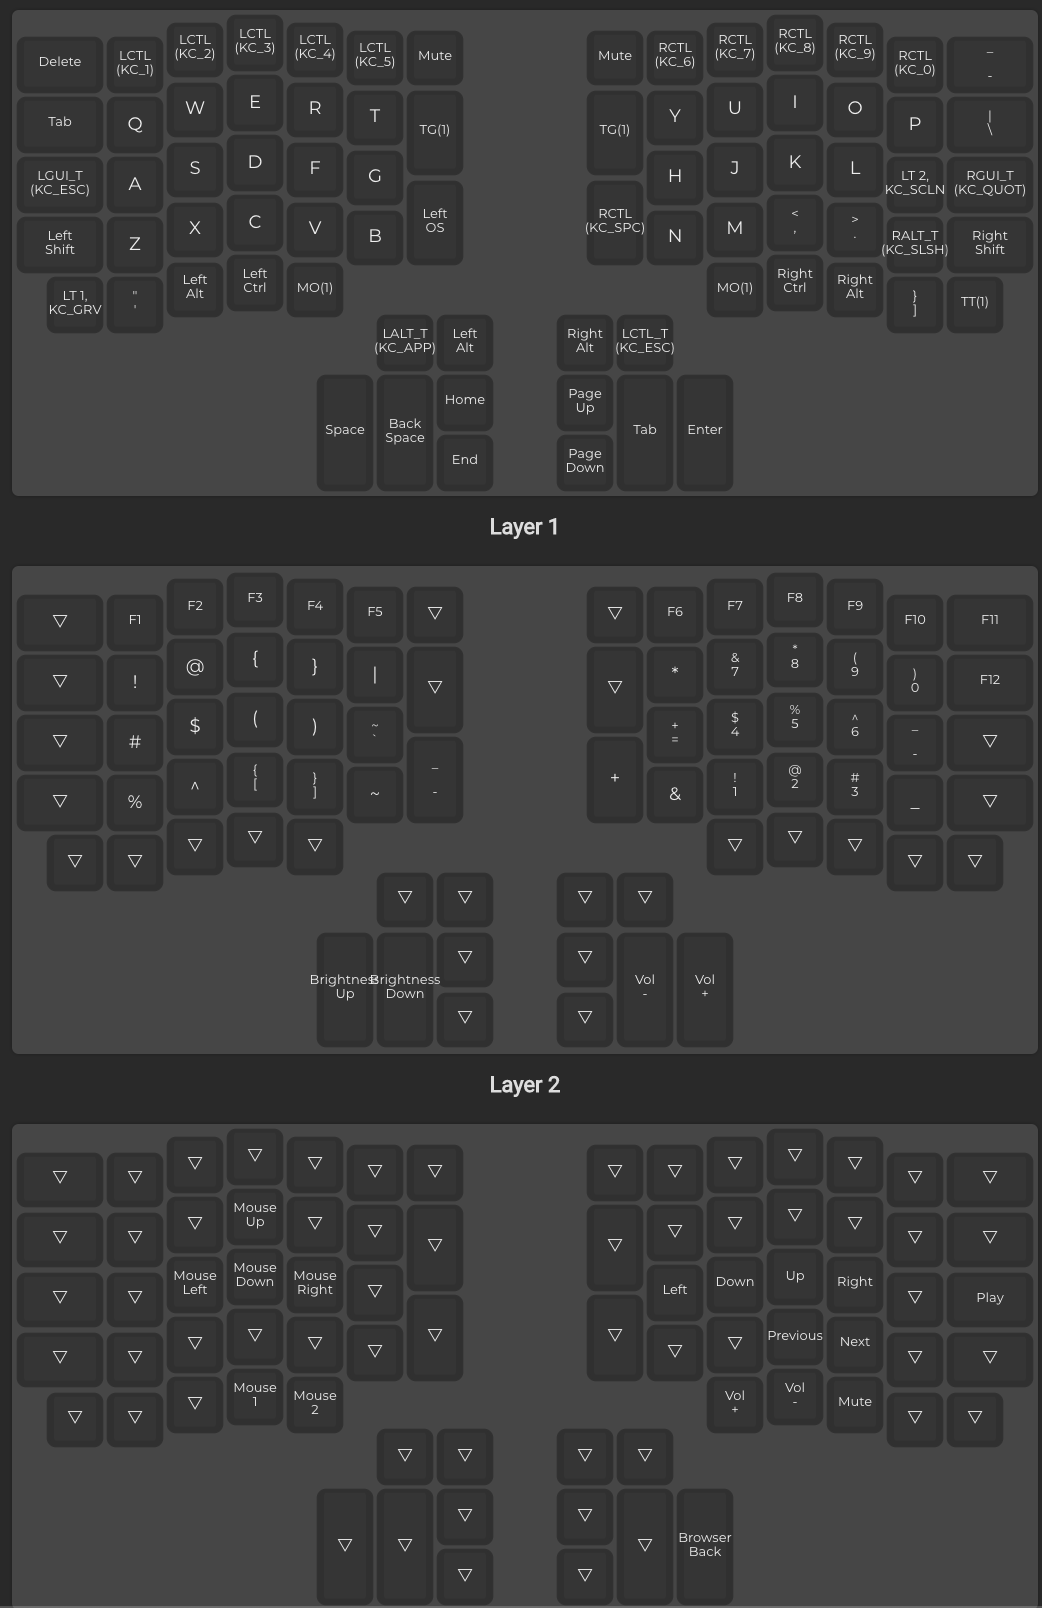 Delete LCTL (KC_1) LCTL (KC_2) LCTL (KC_3) LCTL (KC_4) LCTL (KC_5) Mute Mute RCTL (KC_6) RCTL (KC_7) RCTL (KC_8) RCTL (KC_9) RCTL (KC_0) _ -
Tab Q W E R T TG(1) TG(1) Y U I O P | \
LGUI_T (KC_ESC) A S D F G H J K L LT 2, KC_SCLN RGUI_T (KC_QUOT)
Left Shift Z X C V B Left OS RCTL (KC_SPC) N M < , > . RALT_T (KC_SLSH) Right Shift
LT 1, KC_GRV " ' Left Alt Left Ctrl MO(1) MO(1) Right Ctrl Right Alt } ] TT(1)
LALT_T (KC_APP) Left Alt Right Alt LCTL_T (KC_ESC)
Space Back Space Home Page Up Tab Enter
End Page Down
Layer 1
▽ F1 F2 F3 F4 F5 ▽ ▽ F6 F7 F8 F9 F10 F11
▽ ! @ { } | ▽ ▽ * & 7 * 8 ( 9 ) 0 F12
▽ # $ ( ) ~ ` + = $ 4 % 5 ^ 6 _ - ▽
▽ % ^ { [ } ] ~ _ - + & ! 1 @ 2 # 3 _ ▽
▽ ▽ ▽ ▽ ▽ ▽ ▽ ▽ ▽ ▽
▽ ▽ ▽ ▽
Brightness Up Brightness Down ▽ ▽ Vol - Vol +
▽ ▽
Layer 2
▽ ▽ ▽ ▽ ▽ ▽ ▽ ▽ ▽ ▽ ▽ ▽ ▽ ▽
▽ ▽ ▽ Mouse Up ▽ ▽ ▽ ▽ ▽ ▽ ▽ ▽ ▽ ▽
▽ ▽ Mouse Left Mouse Down Mouse Right ▽ Left Down Up Right ▽ Play
▽ ▽ ▽ ▽ ▽ ▽ ▽ ▽ ▽ ▽ Previous Next ▽ ▽
▽ ▽ ▽ Mouse 1 Mouse 2 Vol + Vol - Mute ▽ ▽
▽ ▽ ▽ ▽
▽ ▽ ▽ ▽ ▽ Browser Back
▽ ▽